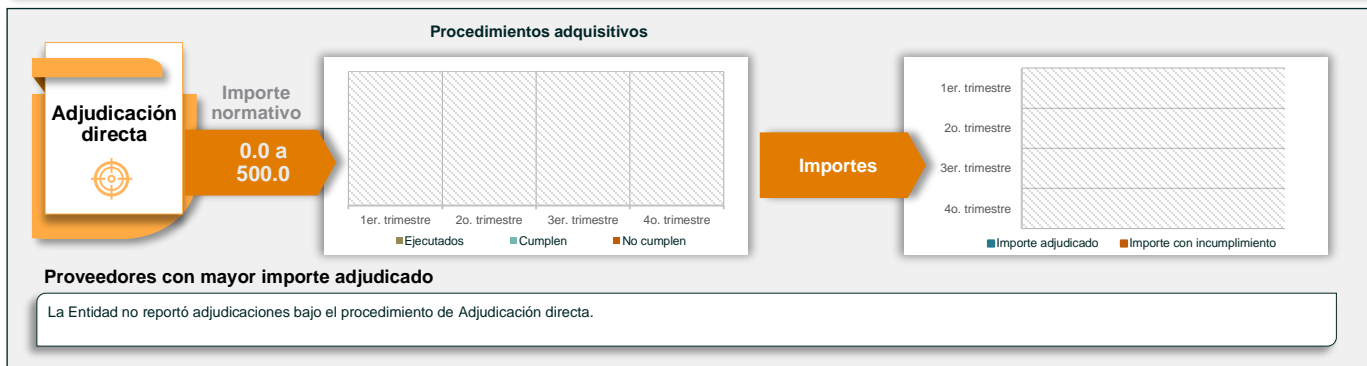 Procedimientos adquisitivos
Adjudicación
directa
Importe
normativo
0.0 a
500.0
1er. trimestre 2o. trimestre 3er. trimestre 4o. trimestre
Ejecutados Cumplen No cumplen
Importes
1er. trimestre
2o. trimestre
3er. trimestre
4o. trimestre
Importe adjudicado Importe con incumplimiento
Proveedores con mayor importe adjudicado
La Entidad no reportó adjudicaciones bajo el procedimiento de Adjudicación directa.